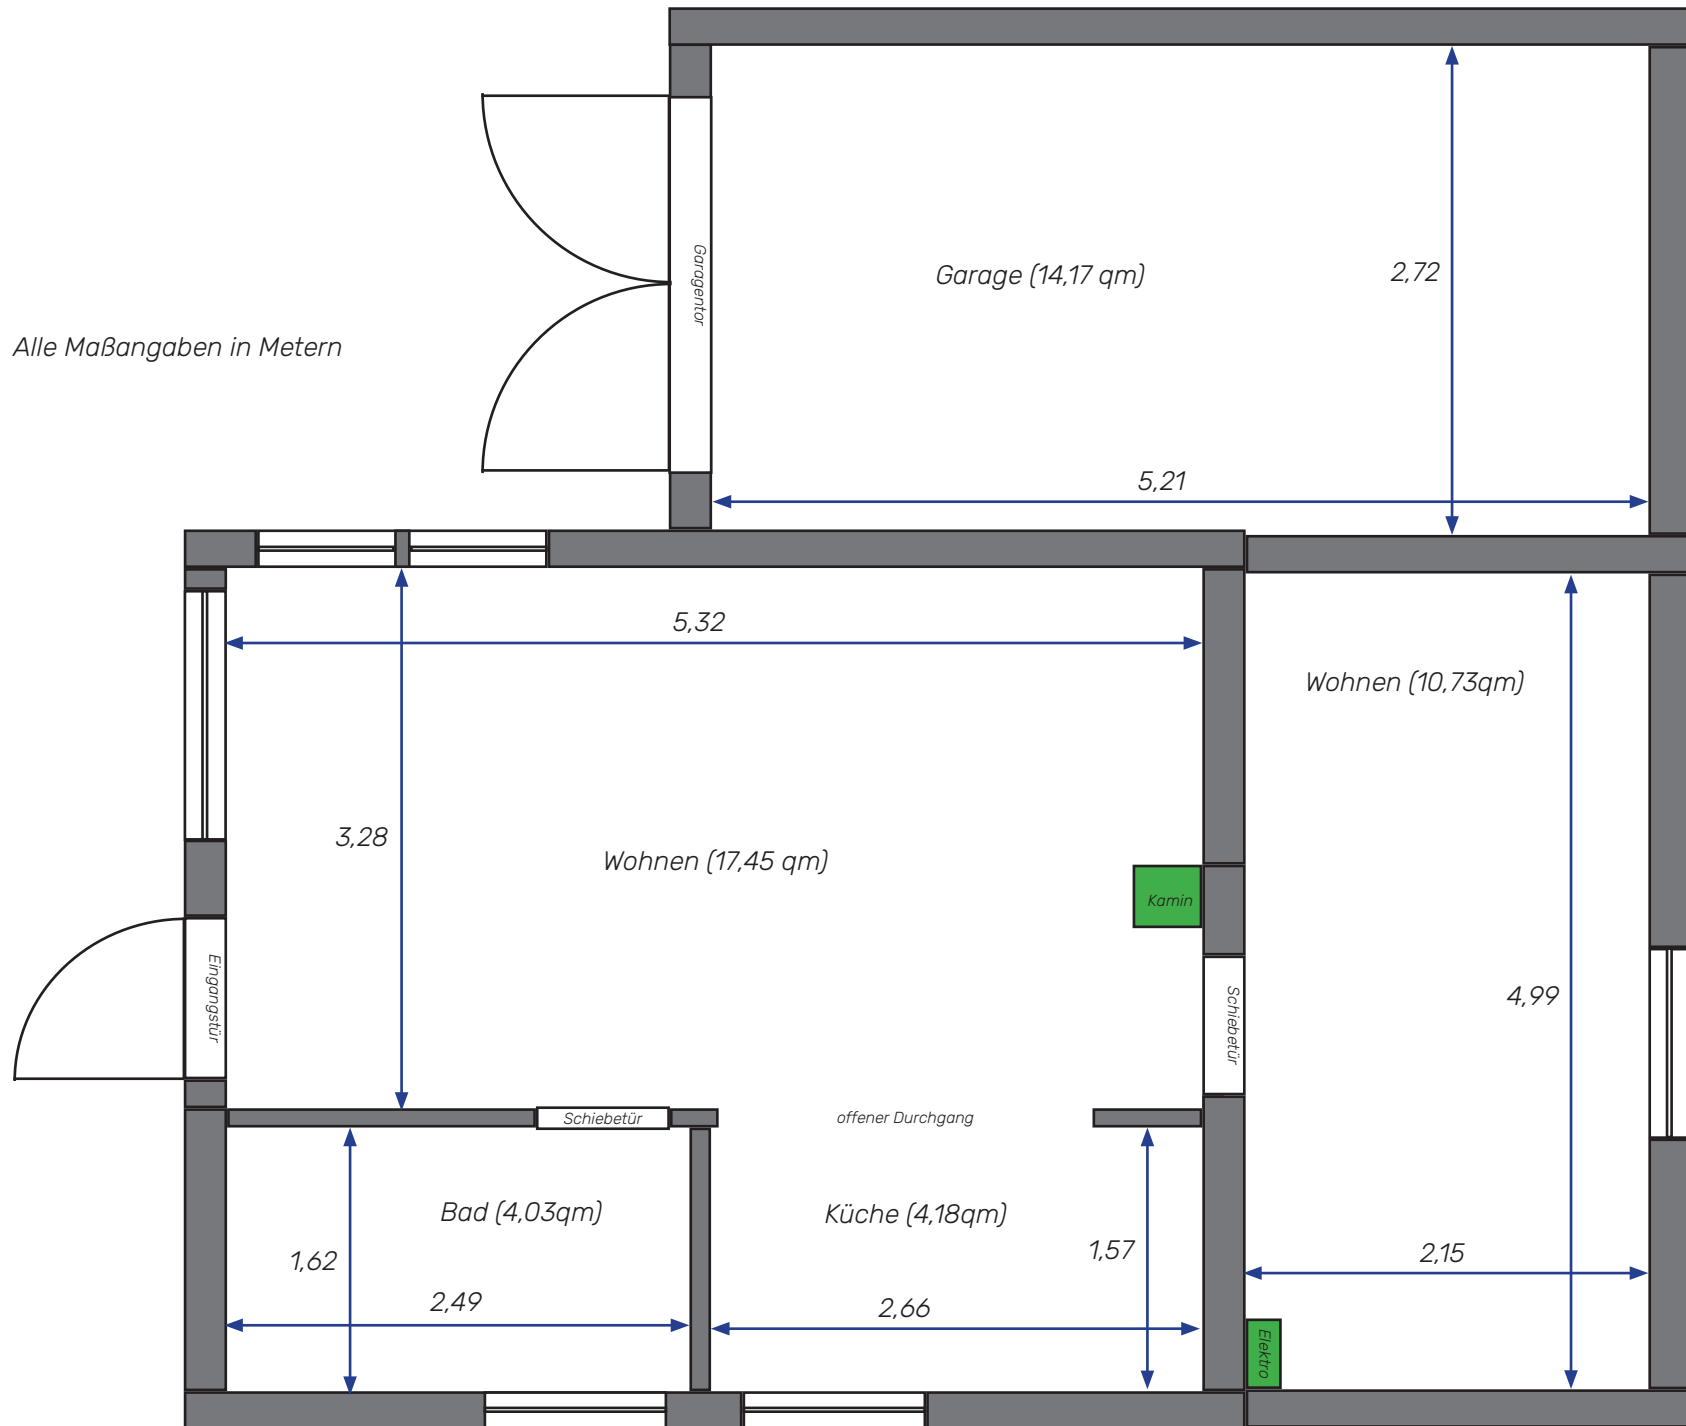 Garagentor
Garage (14,17 qm)
2,72
Alle Maßangaben in Metern
5,21
5,32
Wohnen (10,73qm)
3,28
Wohnen (17,45 qm)
Kamin
Eingangstür
Schiebetür
4,99
Schiebetür
offener Durchgang
Bad (4,03qm)
Küche (4,18qm)
1,62
1,57
2,15
2,49
2,66
Elektro